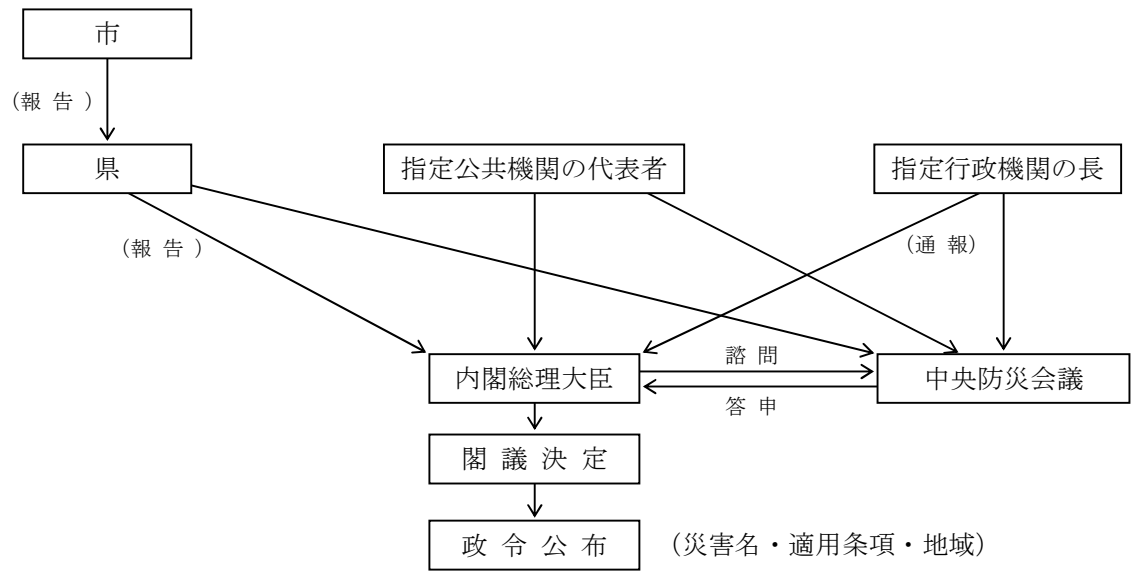 市
（報 告 ）
県
指定公共機関の代表者
指定行政機関の長
（報 告 ）
（通 報）
諮 問
内閣総理大臣
中央防災会議
答 申
閣 議 決 定
政 令 公 布
（災害名・適用条項・地域）